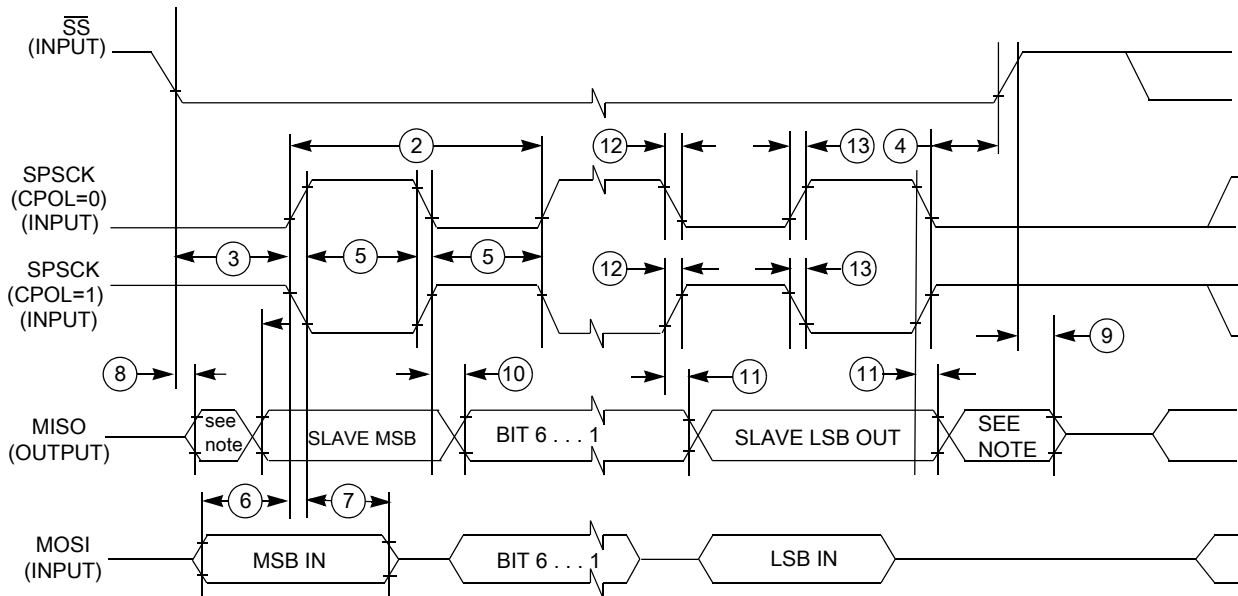 SS
(INPUT)
2
12
13
4
SPSCK
(CPOL=0)
(INPUT)
3
5
5
SPSCK
(CPOL=1)
(INPUT)
12
13
8
10
11
11
9
MISO
(OUTPUT)
see
note
SLAVE MSB
BIT 6 . . . 1
SLAVE LSB OUT
SEE
NOTE
6
7
MOSI
(INPUT)
MSB IN
BIT 6 . . . 1
LSB IN